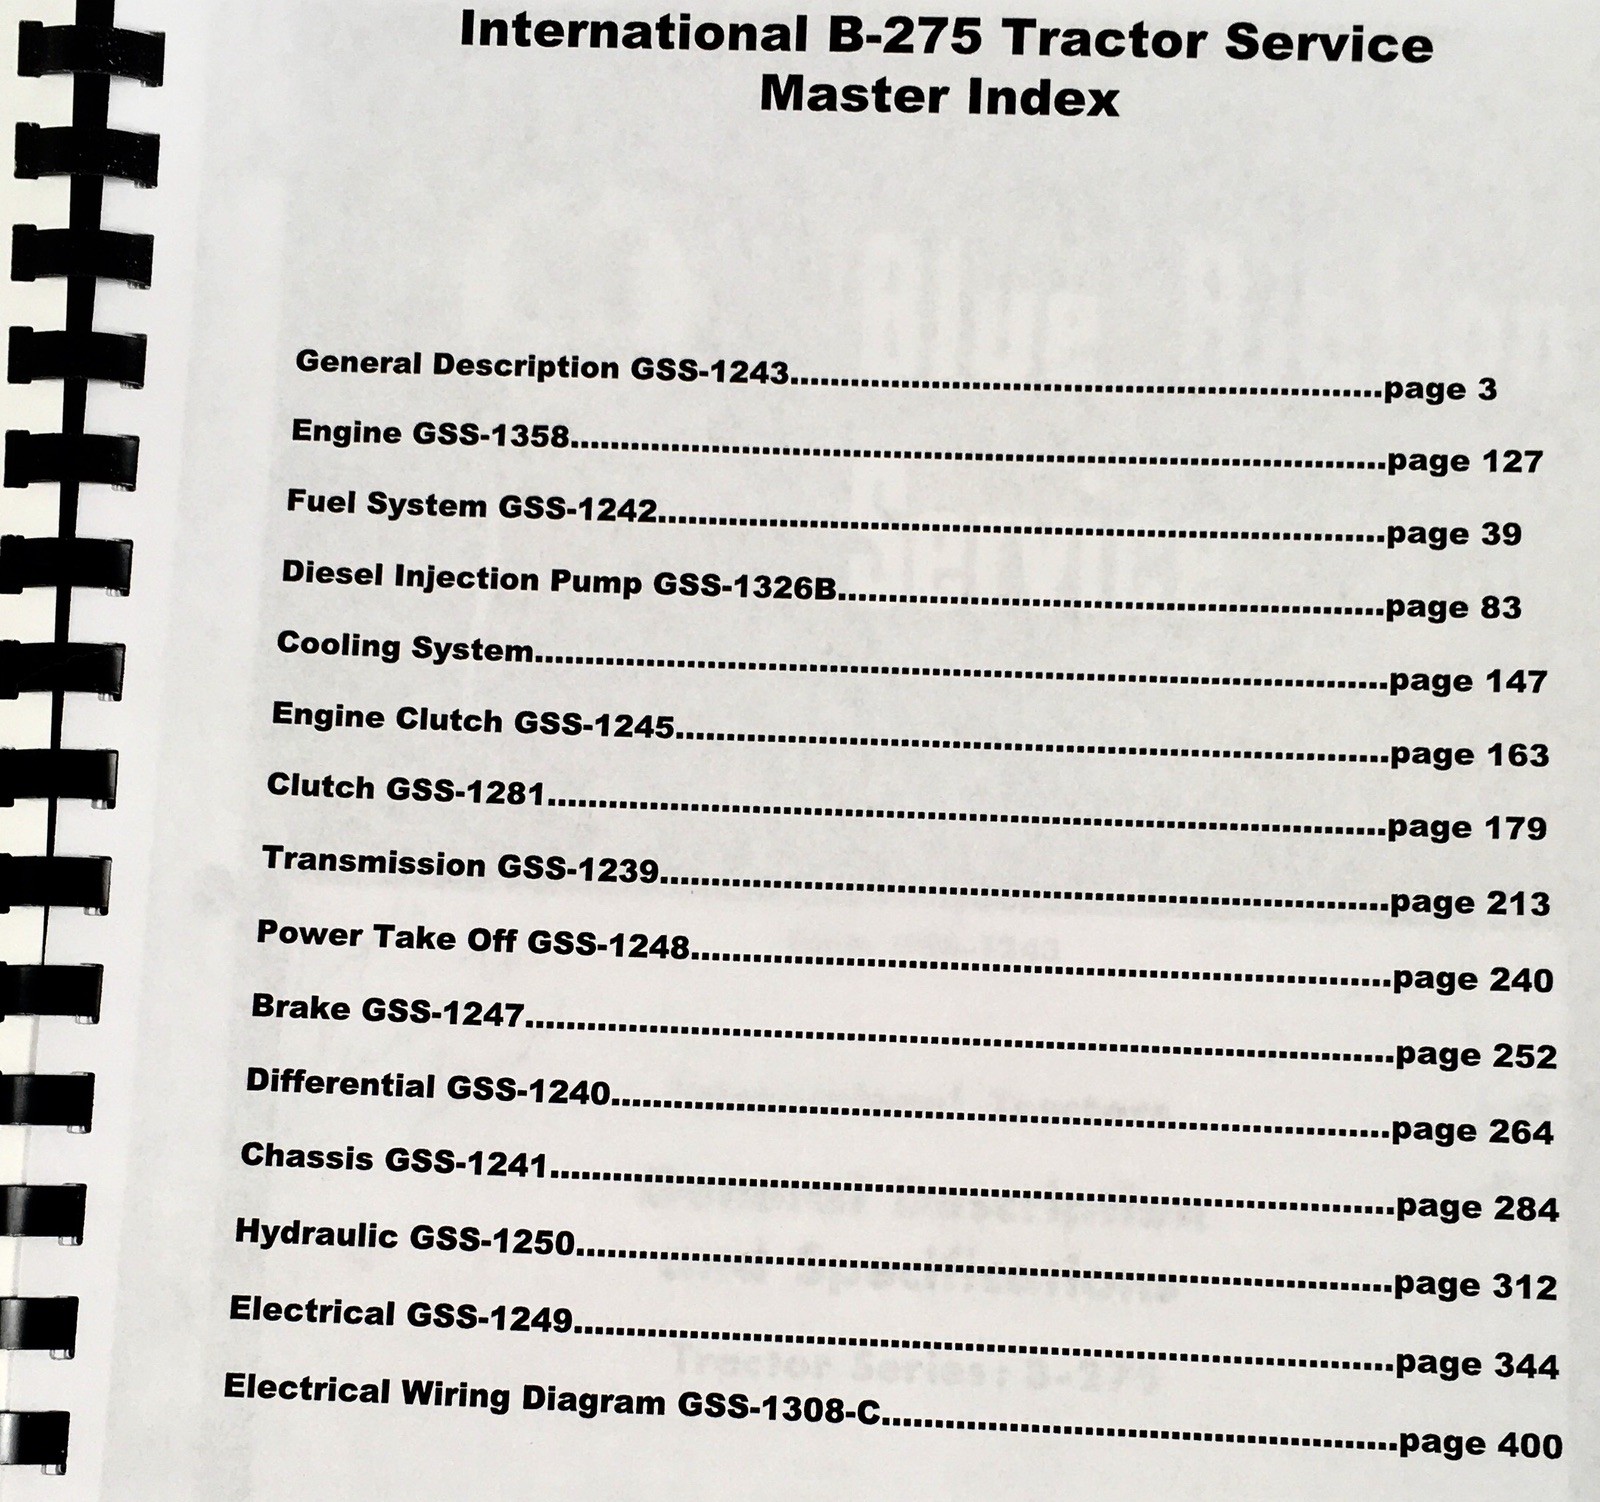 International B-275 Tractor Service
Master Index
General Description GSS-1243..........................................................page 3
Engine GSS-1358................................................................................page 127
Fuel System GSS-1242.......................................................................page 39
Diesel Injection Pump GSS-1326B.....................................................page 83
Cooling System...................................................................................page 147
Engine Clutch GSS-1245.....................................................................page 163
Clutch GSS-1281.................................................................................page 179
Transmission GSS-1239.......................................................................page 213
Power Take Off GSS-1248....................................................................page 240
Brake GSS-1247....................................................................................page 252
Differential GSS-1240............................................................................page 264
Chassis GSS-1241..................................................................................page 284
Hydraulic GSS-1250...............................................................................page 312
Electrical GSS-1249................................................................................page 344
Electrical Wiring Diagram GSS-1308-C..................................................page 400